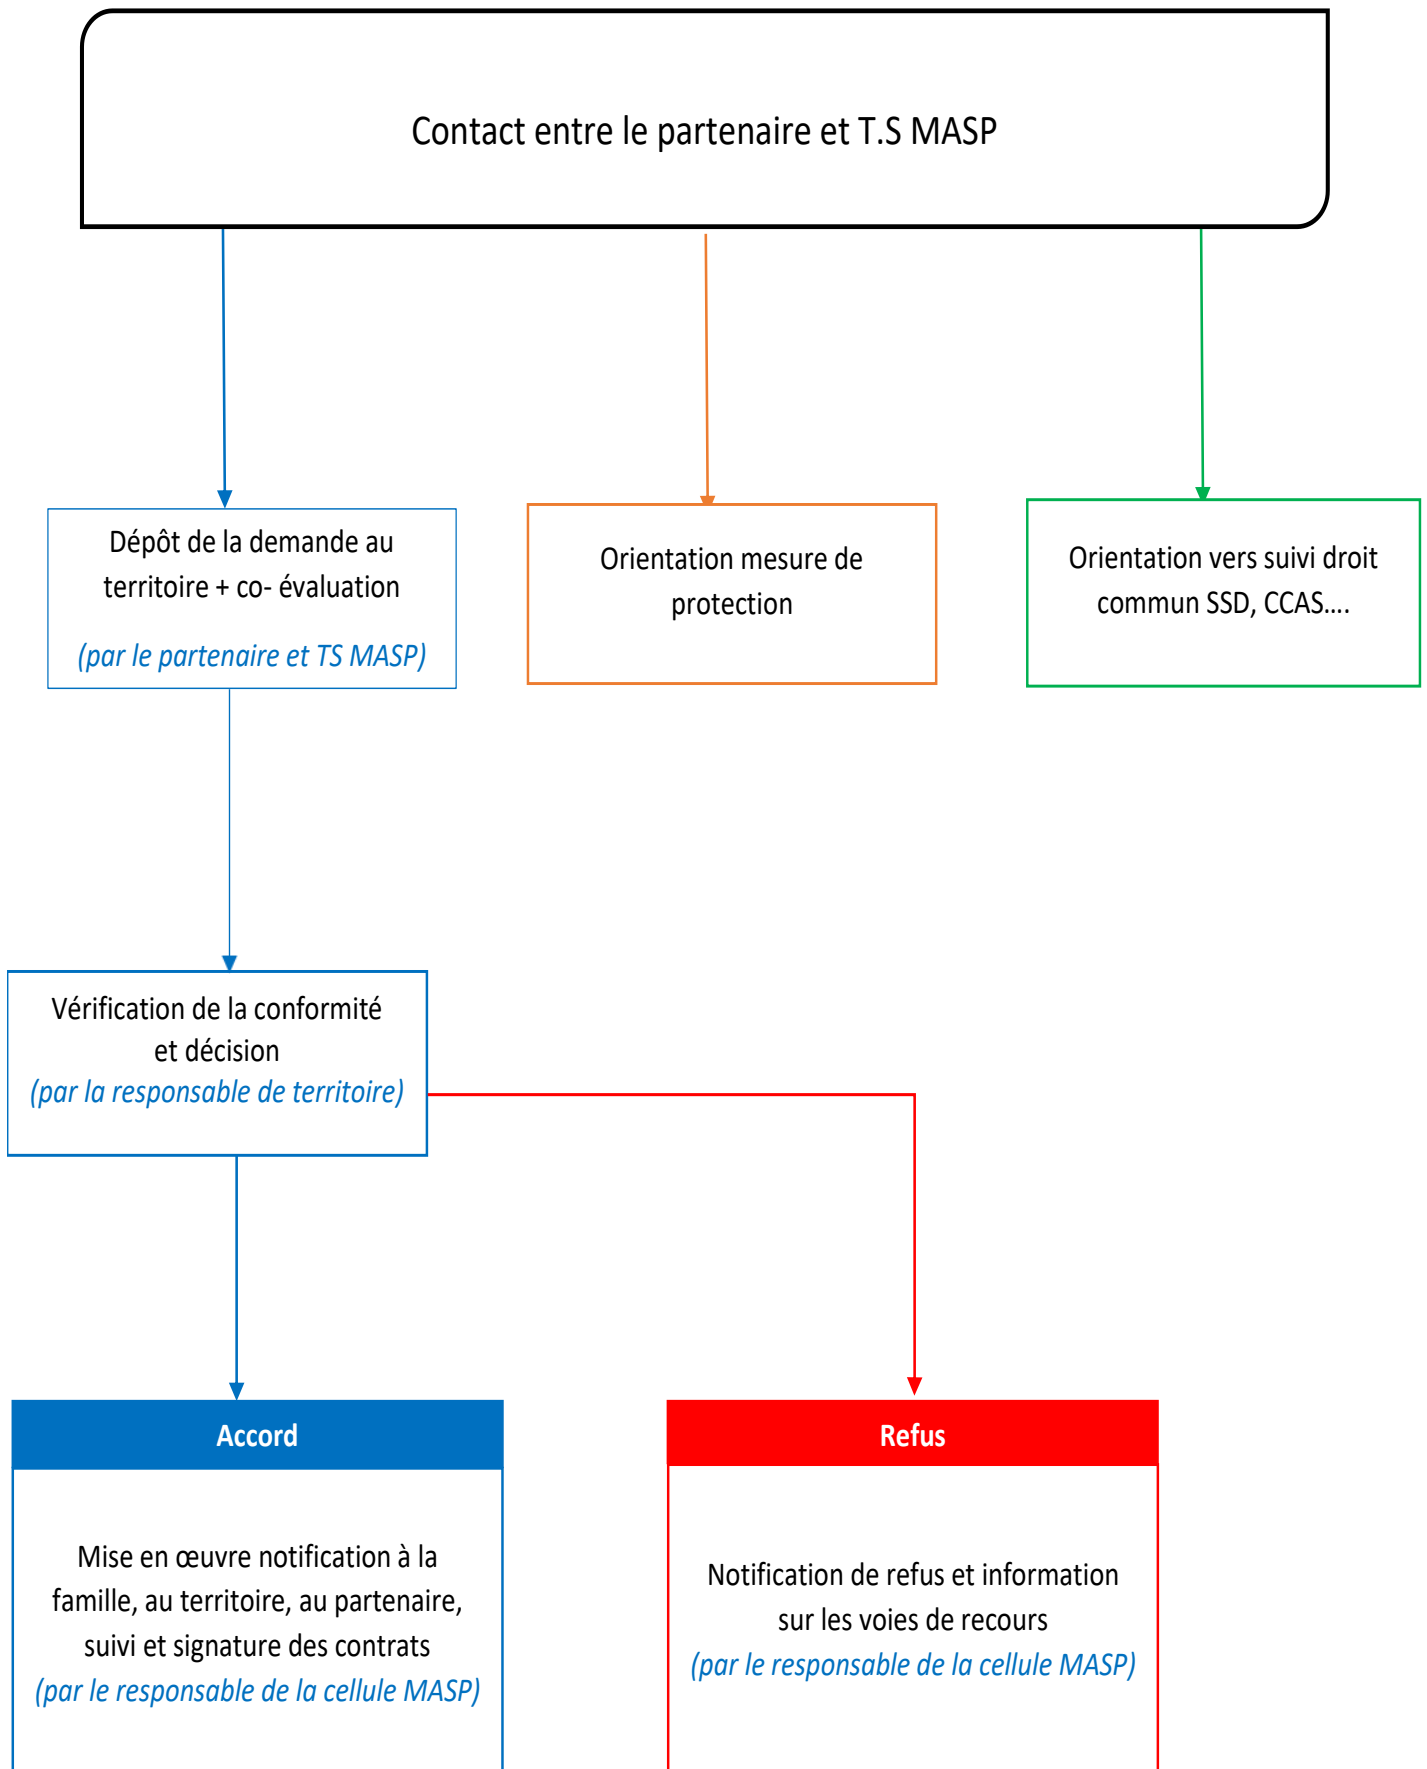 Contact entre le partenaire et T.S MASP
Dépôt de la demande au
territoire + co- évaluation
(par le partenaire et TS MASP)
Orientation mesure de
protection
Orientation vers suivi droit
commun SSD, CCAS....
Vérification de la conformité
et décision
(par la responsable de territoire)
Accord
Mise en œuvre notification à la
famille, au territoire, au partenaire,
suivi et signature des contrats
(par le responsable de la cellule MASP)
Refus
Notification de refus et information
sur les voies de recours
(par le responsable de la cellule MASP)